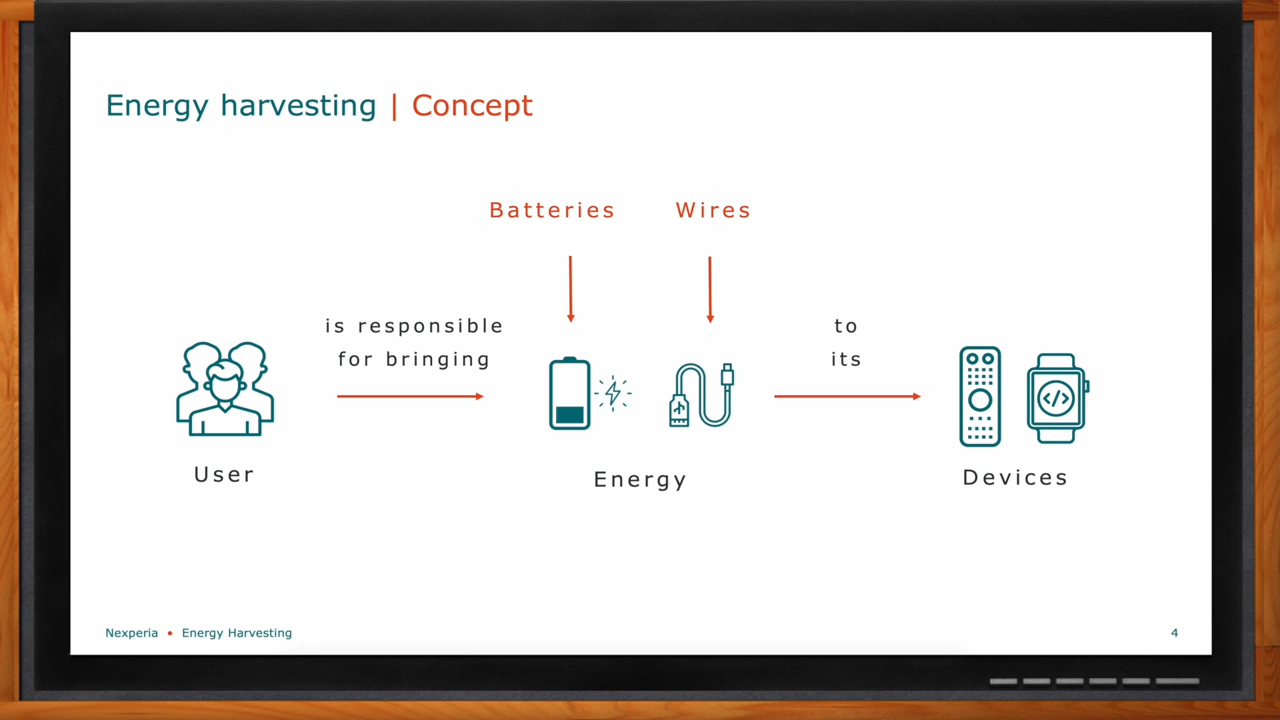 Energy harvesting | Concept
Batteries
Wires
is responsible
for bringing
to
its
User
Energy
Devices
Nexperia • Energy Harvesting
4